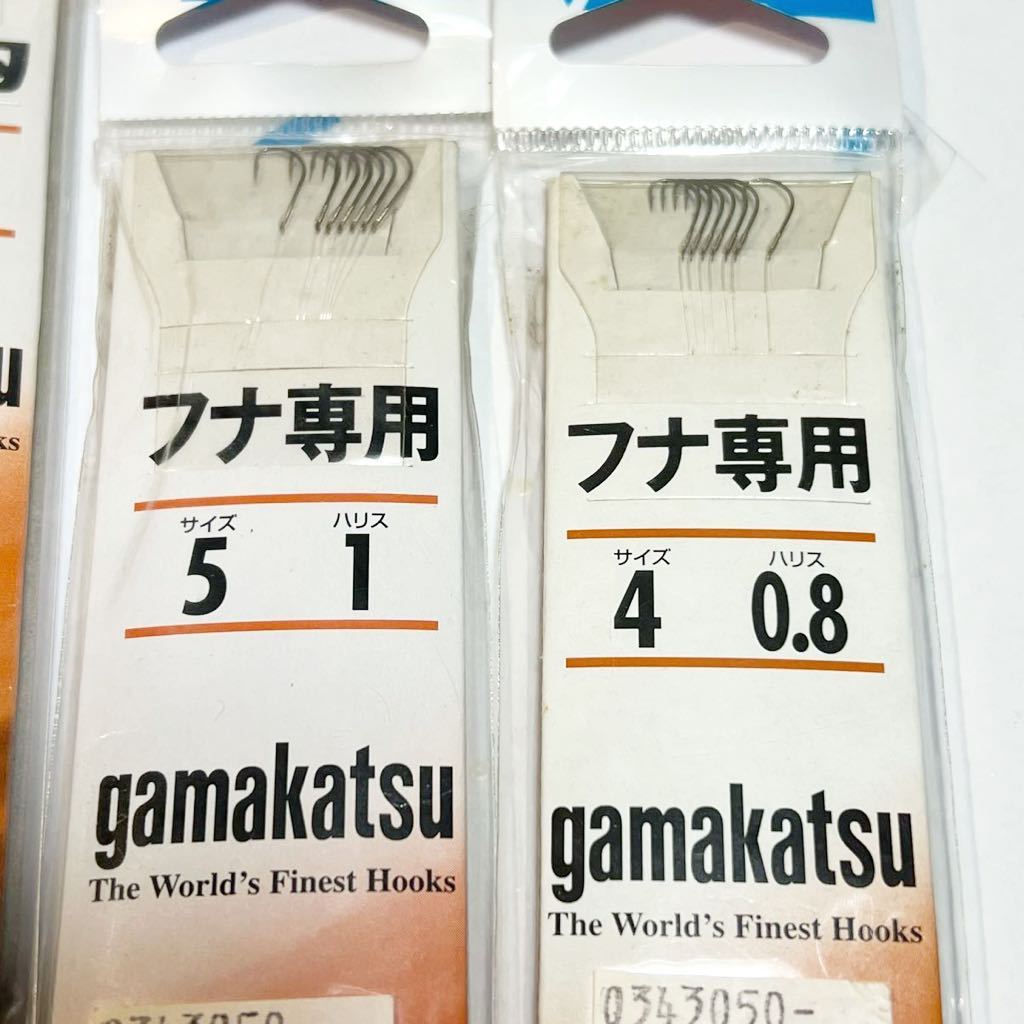 フナ専用
サイズ ハリス
5 1
gamakatsu
The World's Finest Hooks
フナ専用
サイズ ハリス
4 0.8
gamakatsu
The World's Finest Hooks
0343050-